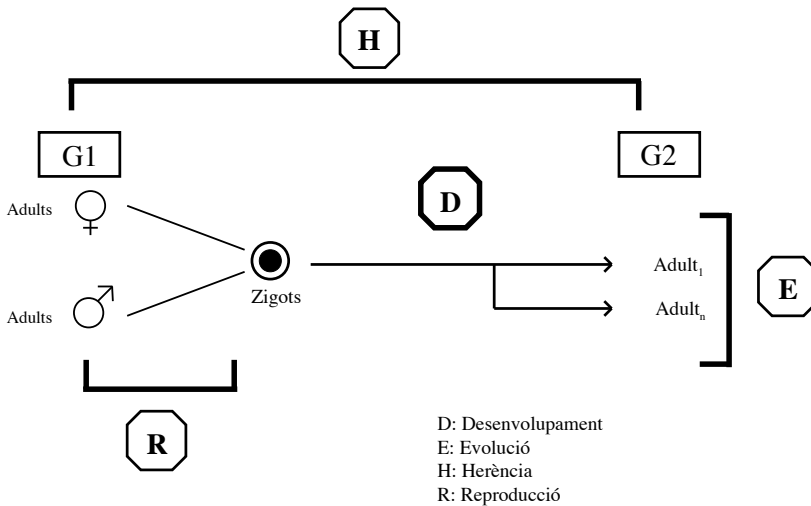 H
G1
G2
D
Adults
Adult₁
Zigots
E
Adults
Adultₙ
R
D: Desenvolupament
E: Evolució
H: Herència
R: Reproducció